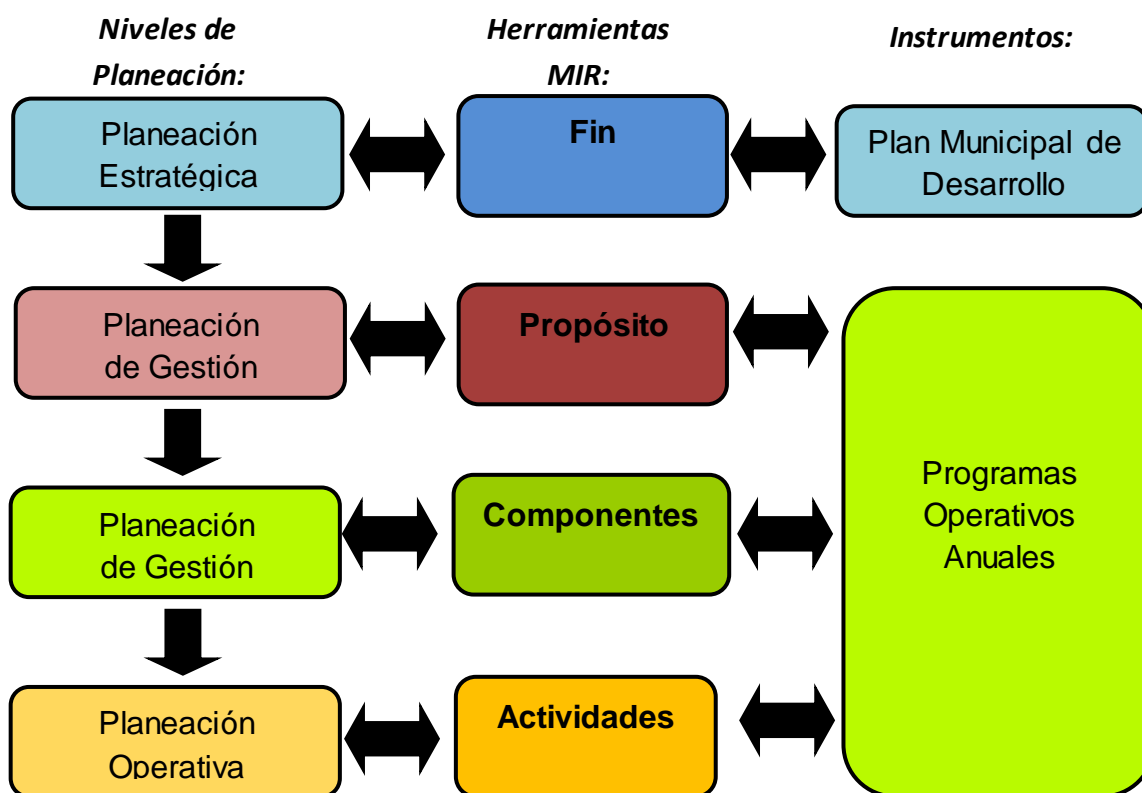 Niveles de
Planeación:
Herramientas
MIR:
Instrumentos:
Planeación
Estratégica
Fin
Plan Municipal de
Desarrollo
Planeación
de Gestión
Propósito
Planeación
de Gestión
Componentes
Programas
Operativos
Anuales
Planeación
Operativa
Actividades